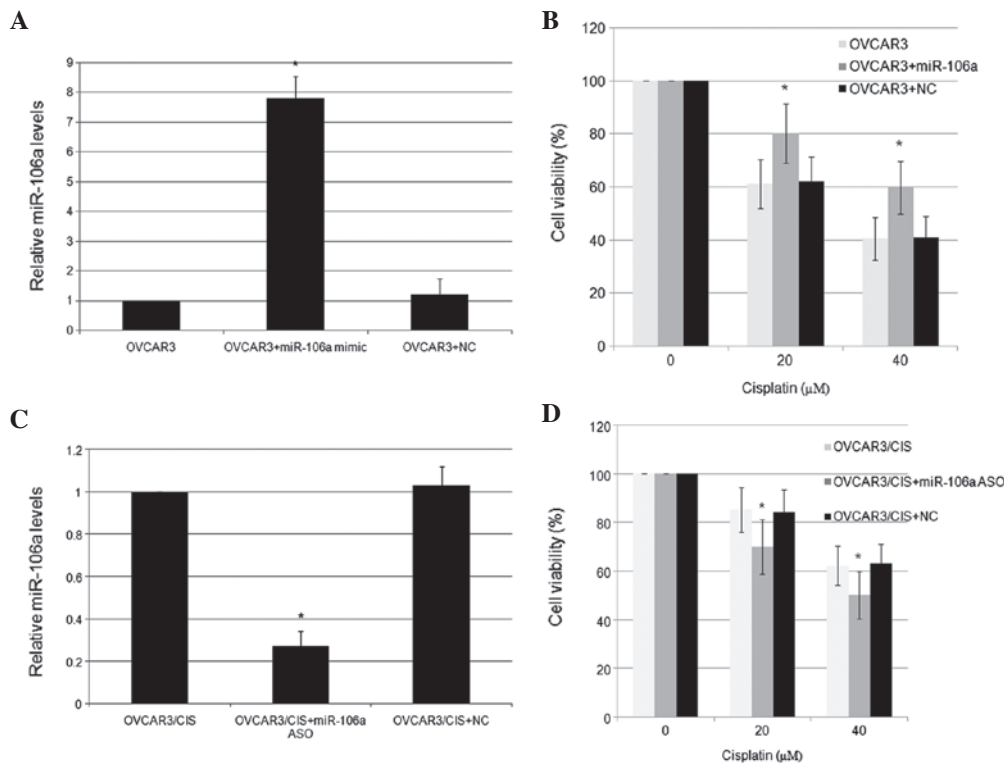 A
Relative miR-106a levels
9
8
7
6
5
4
3
2
1
0
*
OVCAR3
OVCAR3+miR-106a mimic
OVCAR3+NC
B
Cell viability (%)
120
100
80
60
40
20
0
OVCAR3
OVCAR3+miR-106a
OVCAR3+NC
*
*
0
20
40
Cisplatin (μM)
C
Relative miR-106a levels
1.2
1
0.8
0.6
0.4
0.2
0
*
OVCAR3/CIS
OVCAR3/CIS+miR-106a
ASO
OVCAR3/CIS+NC
D
Cell viability (%)
120
100
80
60
40
20
0
OVCAR3/CIS
OVCAR3/CIS+miR-106a ASO
OVCAR3/CIS+NC
*
*
0
20
40
Cisplatin (μM)